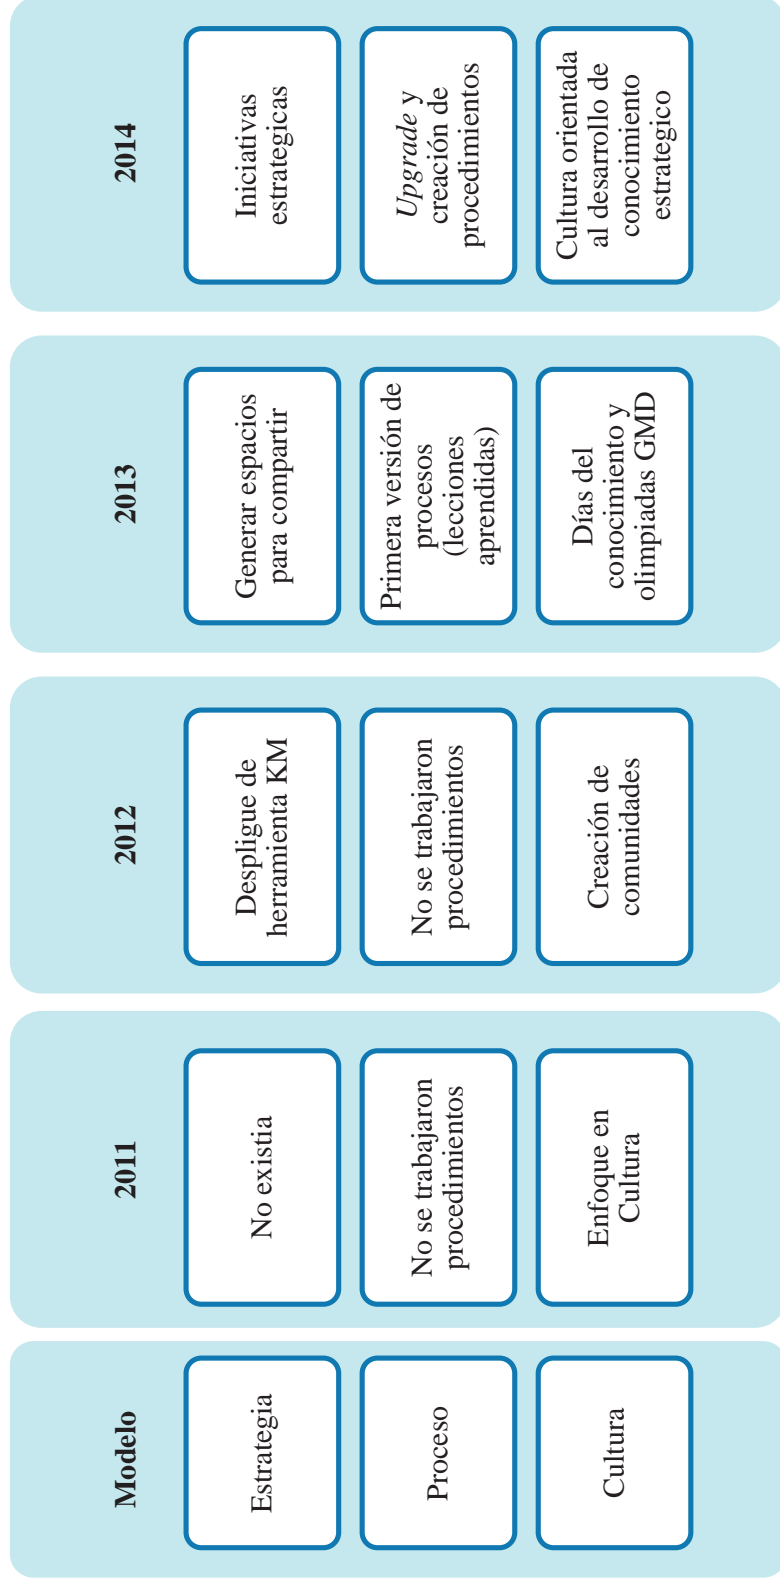 Modelo
Estrategia
Proceso
Cultura
2011
No existia
No se trabajaron
procedimientos
Enfoque en
Cultura
2012
Despligue de
herramienta KM
No se trabajaron
procedimientos
Creación de
comunidades
2013
Generar espacios
para compartir
Primera versión de
procesos
(lecciones
aprendidas)
Días del
conocimiento y
olimpiadas GMD
2014
Iniciativas
estrategicas
Upgrade y
creación de
procedimientos
Cultura orientada
al desarrollo de
conocimiento
estrategico